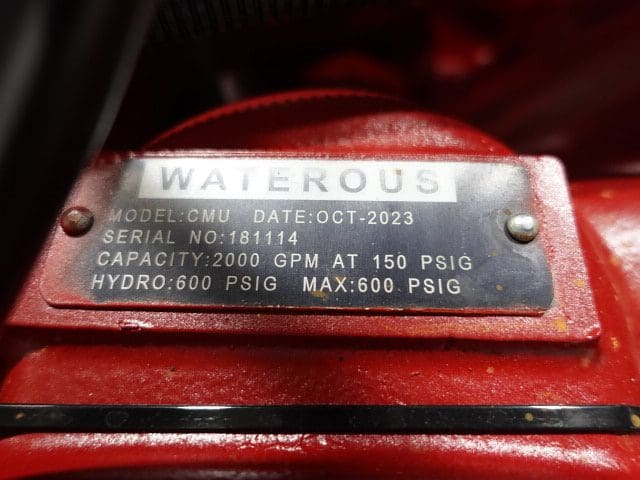 WATEROUS
MODEL:CMU DATE:OCT-2023
SERIAL NO:181114
CAPACITY:2000 GPM AT 150 PSIG
HYDRO:600 PSIG MAX:600 PSIG